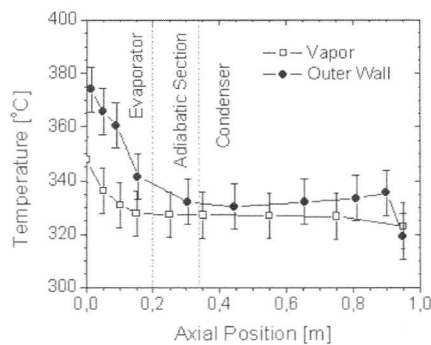 400
380
360
340
320
300
Temperature [°C]
Evaporator
Adiabatic Section
Condenser
Vapor
Outer Wall
0,0 0,2 0,4 0,6 0,8 1,0
Axial Position [m]